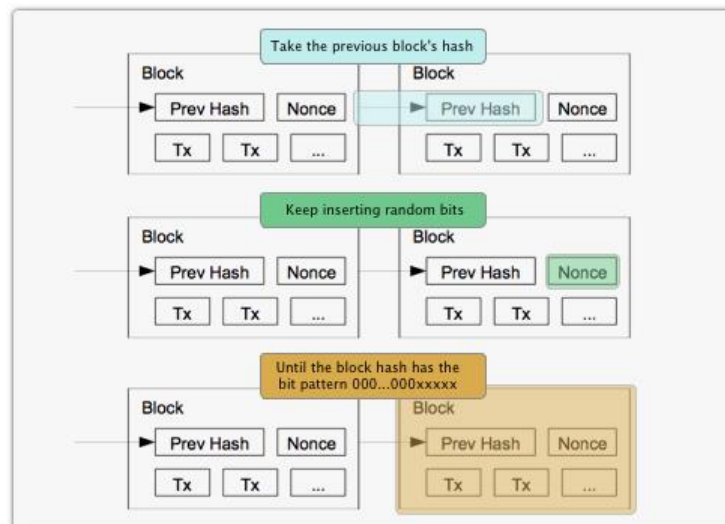 Take the previous block's hash
Block
Block
Prev Hash Nonce
Prev Hash Nonce
Tx Tx ...
Tx Tx ...
Keep inserting random bits
Block
Block
Prev Hash Nonce
Prev Hash Nonce
Tx Tx ...
Tx Tx ...
Until the block hash has the
bit pattern 000...000xxxxx
Block
Block
Prev Hash Nonce
Prev Hash Nonce
Tx Tx ...
Tx Tx ...